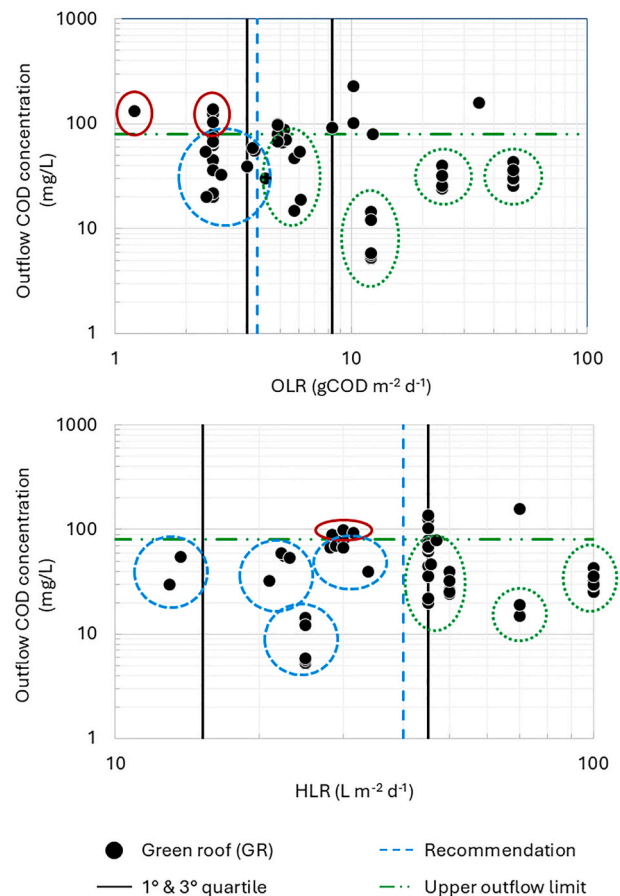 1000
100
10
1
Outflow COD concentration
(mg/L)
1
10
100
OLR (gCOD m⁻² d⁻¹)
1000
100
10
1
Outflow COD concentration
(mg/L)
10
100
HLR (L m⁻² d⁻¹)
Green roof (GR)
Recommendation
1° & 3° quartile
Upper outflow limit